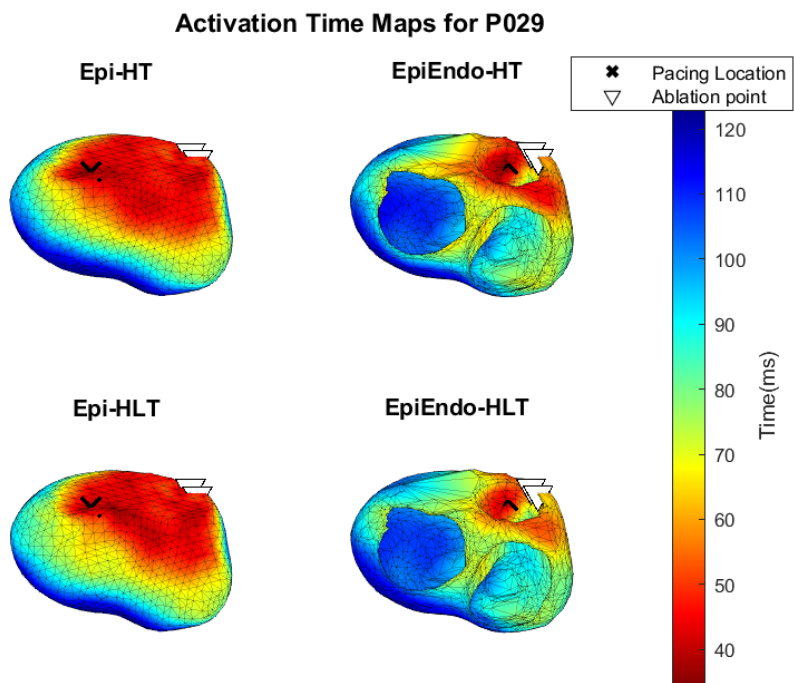 Activation Time Maps for P029
Epi-HT
EpiEndo-HT
Pacing Location
Ablation point
120
110
100
90
80
70
60
50
40
Time(ms)
Epi-HLT
EpiEndo-HLT